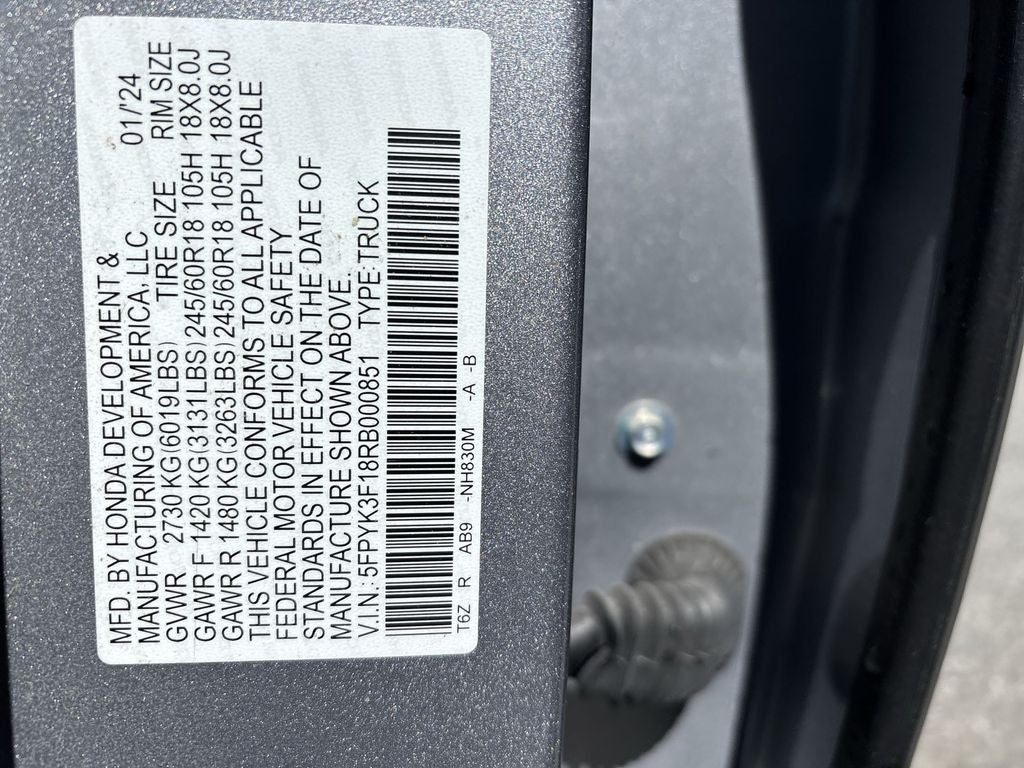 MFD. BY HONDA DEVELOPMENT &
MANUFACTURING OF AMERICA, LLC 01/'24
GVWR 2730 KG(6019LBS) TIRE SIZE RIM SIZE
GAWR F 1420 KG(3131LBS) 245/60R18 105H 18X8.0J
GAWR R 1480 KG(3263LBS) 245/60R18 105H 18X8.0J
THIS VEHICLE CONFORMS TO ALL APPLICABLE
FEDERAL MOTOR VEHICLE SAFETY
STANDARDS IN EFFECT ON THE DATE OF
MANUFACTURE SHOWN ABOVE.
V.I.N.: 5FPYK3F18RB000851 TYPE:TRUCK
T6Z R AB9 -NH830M -A -B